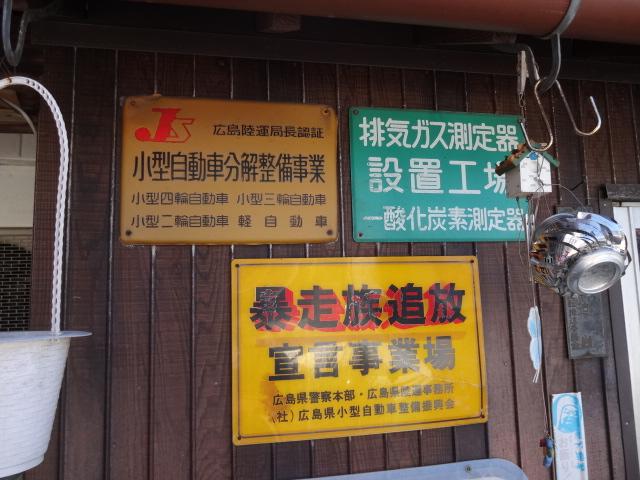 JS 広島陸運局長認証
小型自動車分解整備事業
小型四輪自動車 小型三輪自動車
小型二輪自動車 軽自動車
排気ガス測定器
設置工場
一酸化炭素測定器
暴走族追放
宣言事業場
広島県警察本部・広島県陸運事務所
(社)広島県小型自動車整備振興会